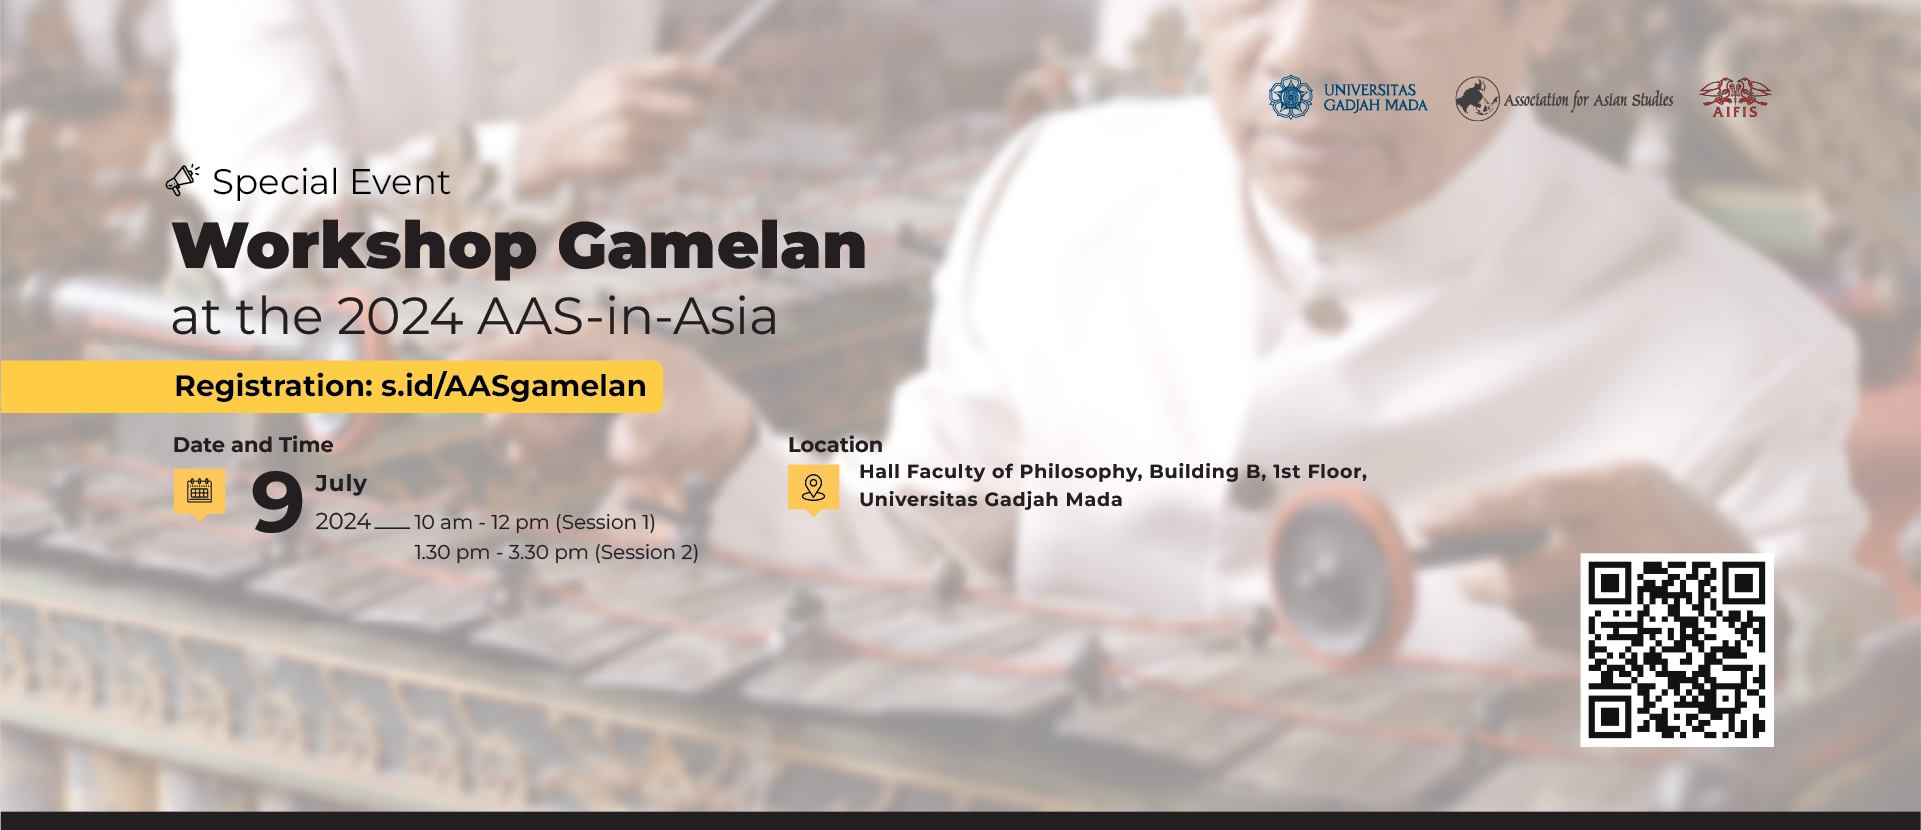 UNIVERSITAS
GADJAH MADA
Association for Asian Studies
AIFIS
Special Event
Workshop Gamelan
at the 2024 AAS-in-Asia
Registration: s.id/AASgamelan
Date and Time
9 July
2024 10 am - 12 pm (Session 1)
1.30 pm - 3.30 pm (Session 2)
Location
Hall Faculty of Philosophy, Building B, 1st Floor,
Universitas Gadjah Mada